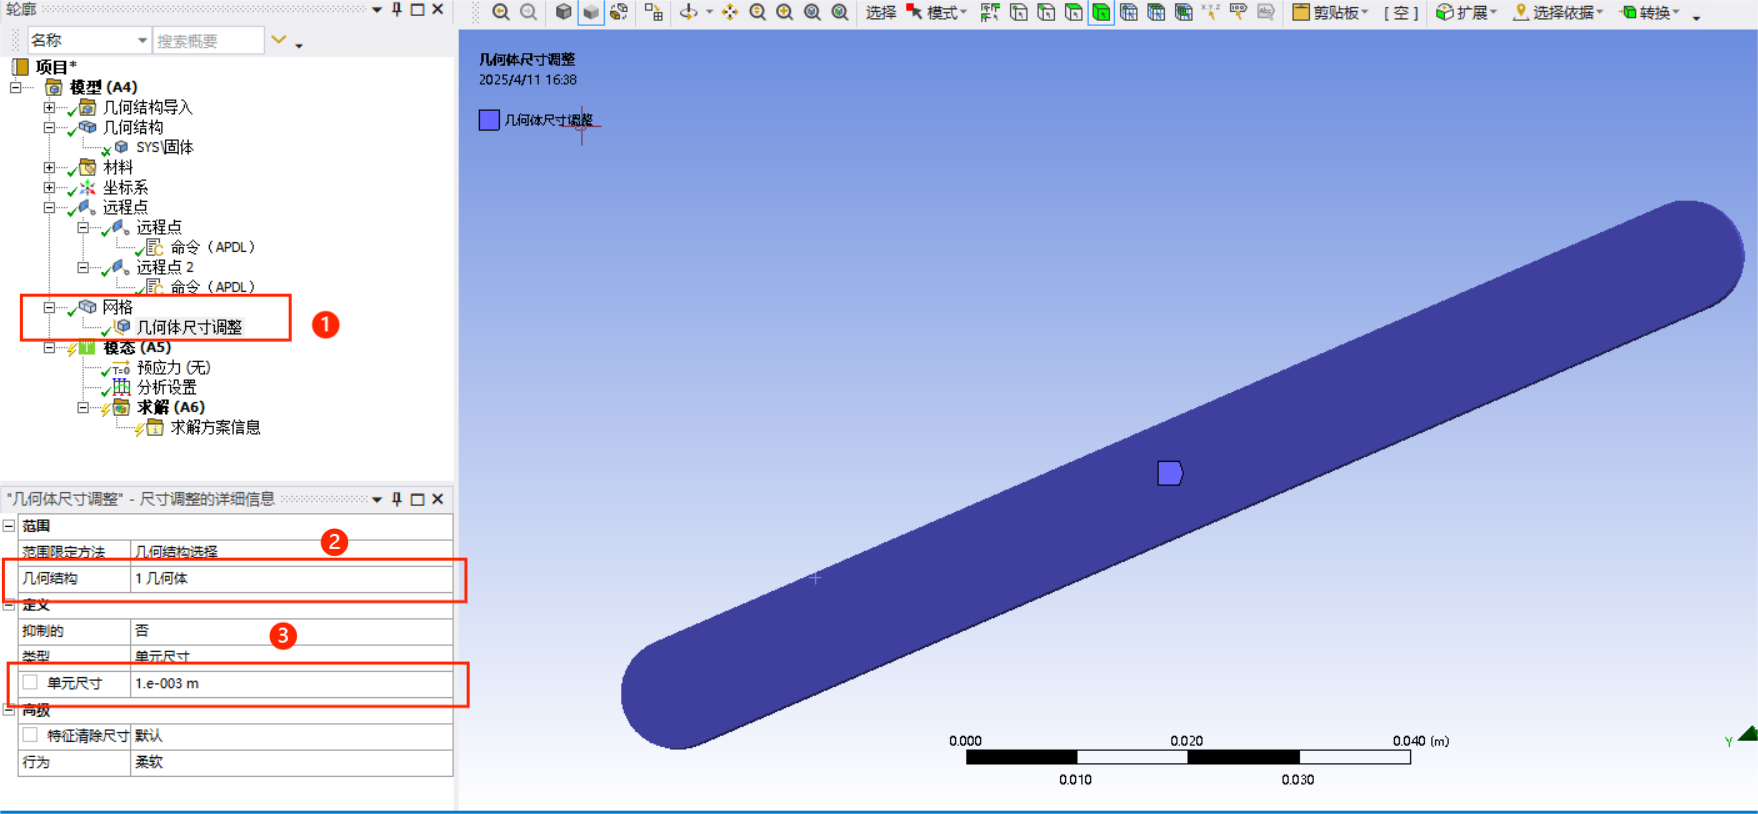 轮廓
选择 模式 剪贴板 [ 空 ] 扩展 选择依据 转换
名称 搜索概要
项目*
模型 (A4)
几何结构导入
几何结构
SYS\固体
材料
坐标系
远程点
远程点
命令 (APDL)
远程点 2
命令 (APDL)
网格
几何体尺寸调整
1
模态 (A5)
T=0 预应力 (无)
分析设置
求解 (A6)
求解方案信息
"几何体尺寸调整" - 尺寸调整的详细信息
范围
2
范围限定方法 几何结构选择
几何结构 1 几何体
定义
抑制的 否
3
类型 单元尺寸
单元尺寸 1.e-003 m
高级
特征清除尺寸 默认
行为 柔软
几何体尺寸调整
2025/4/11 16:38
几何体尺寸调整
0.000 0.020 0.040 (m)
0.010 0.030
Y